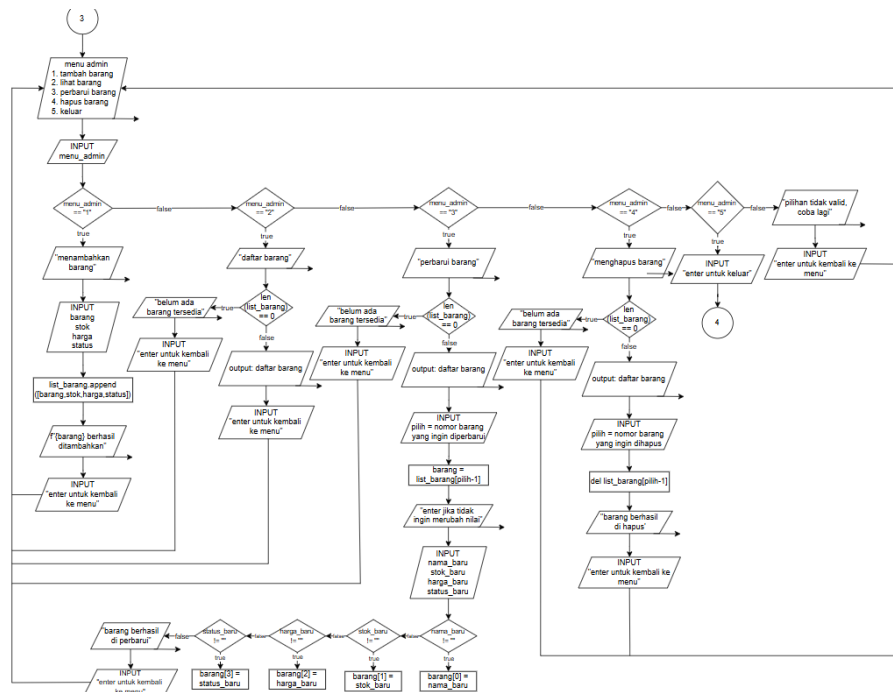 3
menu admin
1. tambah barang
2. lihat barang
3. perbarui barang
4. hapus barang
5. keluar
INPUT
menu_admin
menu_admin
== "1"
false
menu_admin
== "2"
false
menu_admin
== "3"
false
menu_admin
== "4"
false
menu_admin
== "5"
false
"pilihan tidak valid,
coba lagi"
true
true
true
true
true
"menambahkan
barang"
"daftar barang"
"perbarui barang"
"menghapus barang"
INPUT
"enter untuk keluar"
INPUT
"enter untuk kembali ke
menu"
4
INPUT
barang
stok
harga
status
"belum ada
barang tersedia"
true
len
(list_barang)
== 0
"belum ada
barang tersedia"
true
len
(list_barang)
== 0
"belum ada
barang tersedia"
true
len
(list_barang)
== 0
false
false
false
INPUT
"enter untuk kembali
ke menu"
output: daftar barang
INPUT
"enter untuk kembali
ke menu"
output: daftar barang
INPUT
"enter untuk kembali
ke menu"
output: daftar barang
list_barang.append
([barang,stok,harga,status])
INPUT
"enter untuk kembali
ke menu"
INPUT
pilih = nomor barang
yang ingin diperbarui
INPUT
pilih = nomor barang
yang ingin dihapus
f"{barang} berhasil
ditambahkan"
barang =
list_barang[pilih-1]
del list_barang[pilih-1]
INPUT
"enter untuk kembali
ke menu"
"enter jika tidak
ingin merubah nilai"
"barang berhasil
di hapus'
INPUT
nama_baru
stok_baru
harga_baru
status_baru
INPUT
"enter untuk kembali ke
menu"
"barang berhasil
di perbarui"
false
status_baru
!= ""
false
harga_baru
!= ""
false
stok_baru
!= ""
false
nama_baru
!= ""
true
true
true
true
INPUT
"enter untuk kembali
ke menu"
barang[3] =
status_baru
barang[2] =
harga_baru
barang[1] =
stok_baru
barang[0] =
nama_baru